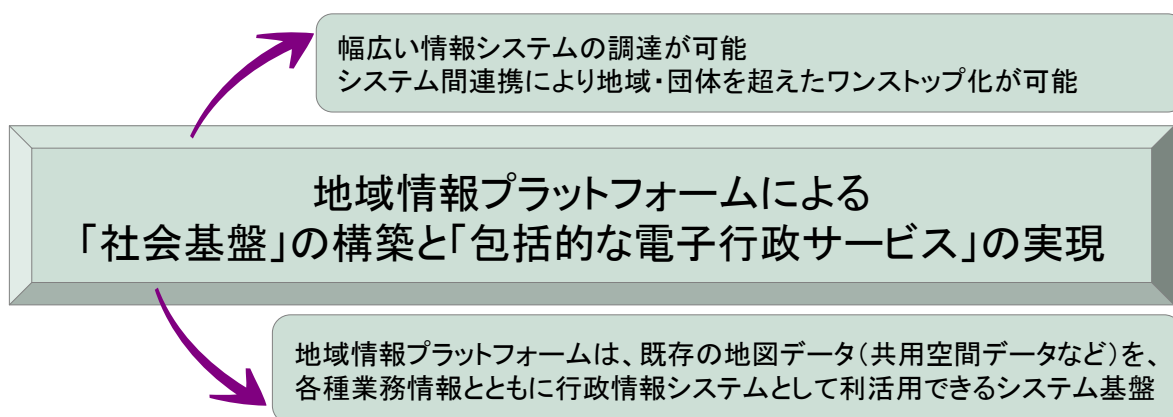 幅広い情報システムの調達が可能
システム間連携により地域・団体を超えたワンストップ化が可能
地域情報プラットフォームによる
「社会基盤」の構築と「包括的な電子行政サービス」の実現
地域情報プラットフォームは、既存の地図データ（共用空間データなど）を、
各種業務情報とともに行政情報システムとして利活用できるシステム基盤